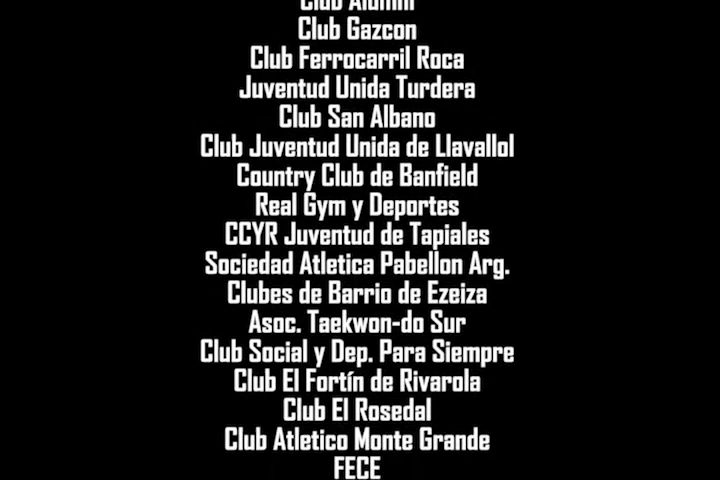 Club Alumni
Club Gazcon
Club Ferrocarril Roca
Juventud Unida Turdera
Club San Albano
Club Juventud Unida de Llavallol
Country Club de Banfield
Real Gym y Deportes
CCYR Juventud de Tapiales
Sociedad Atletica Pabellon Arg.
Clubes de Barrio de Ezeiza
Asoc. Taekwon-do Sur
Club Social y Dep. Para Siempre
Club El Fortín de Rivarola
Club El Rosedal
Club Atletico Monte Grande
FECE